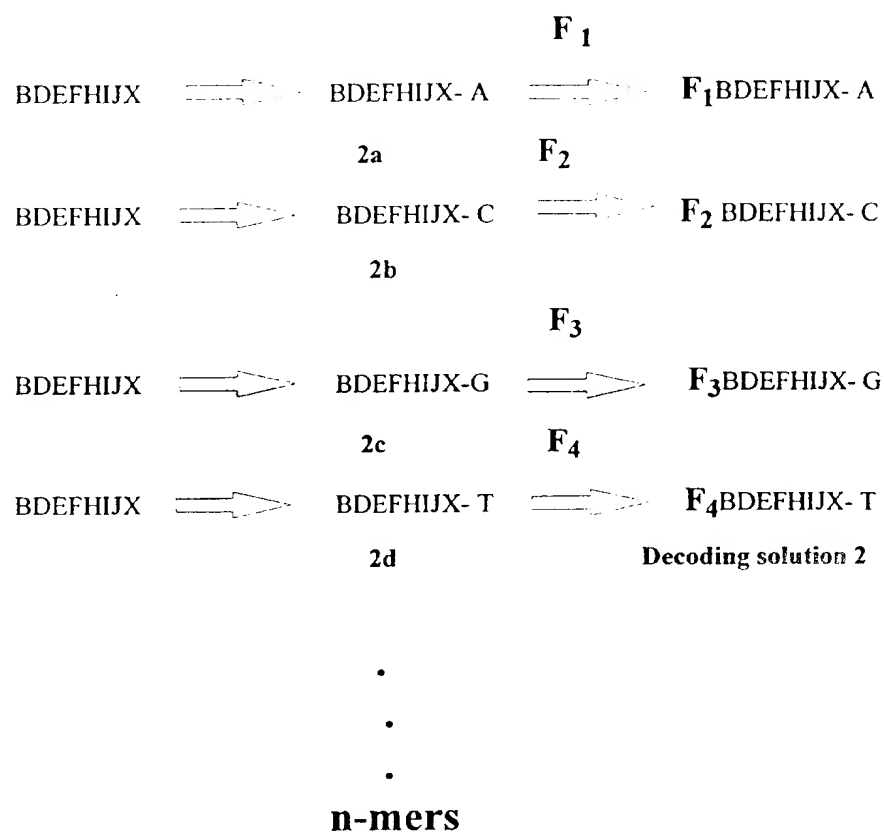 F 1
BDEFHIJX BDEFHIJX- A F1BDEFHIJX- A
2a F2
BDEFHIJX BDEFHIJX- C F2 BDEFHIJX- C
2b
F3
BDEFHIJX BDEFHIJX-G F3BDEFHIJX- G
2c F4
BDEFHIJX BDEFHIJX- T F4BDEFHIJX- T
2d Decoding solution 2
n-mers